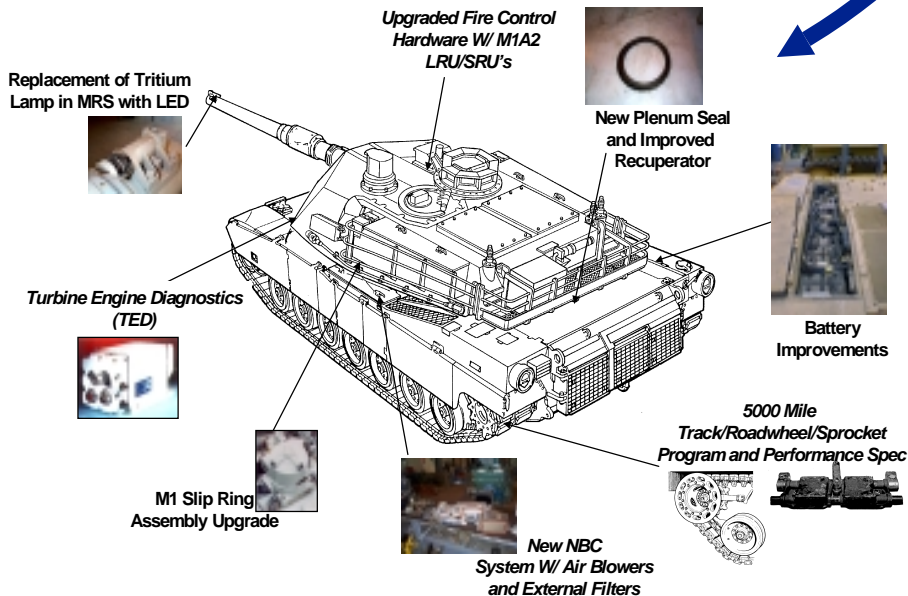 Upgraded Fire Control
Hardware W/ M1A2
LRU/SRU's
Replacement of Tritium
Lamp in MRS with LED
New Plenum Seal
and Improved
Recuperator
Turbine Engine Diagnostics
(TED)
Battery
Improvements
5000 Mile
Track/Roadwheel/Sprocket
Program and Performance Spec
M1 Slip Ring
Assembly Upgrade
New NBC
System W/ Air Blowers
and External Filters